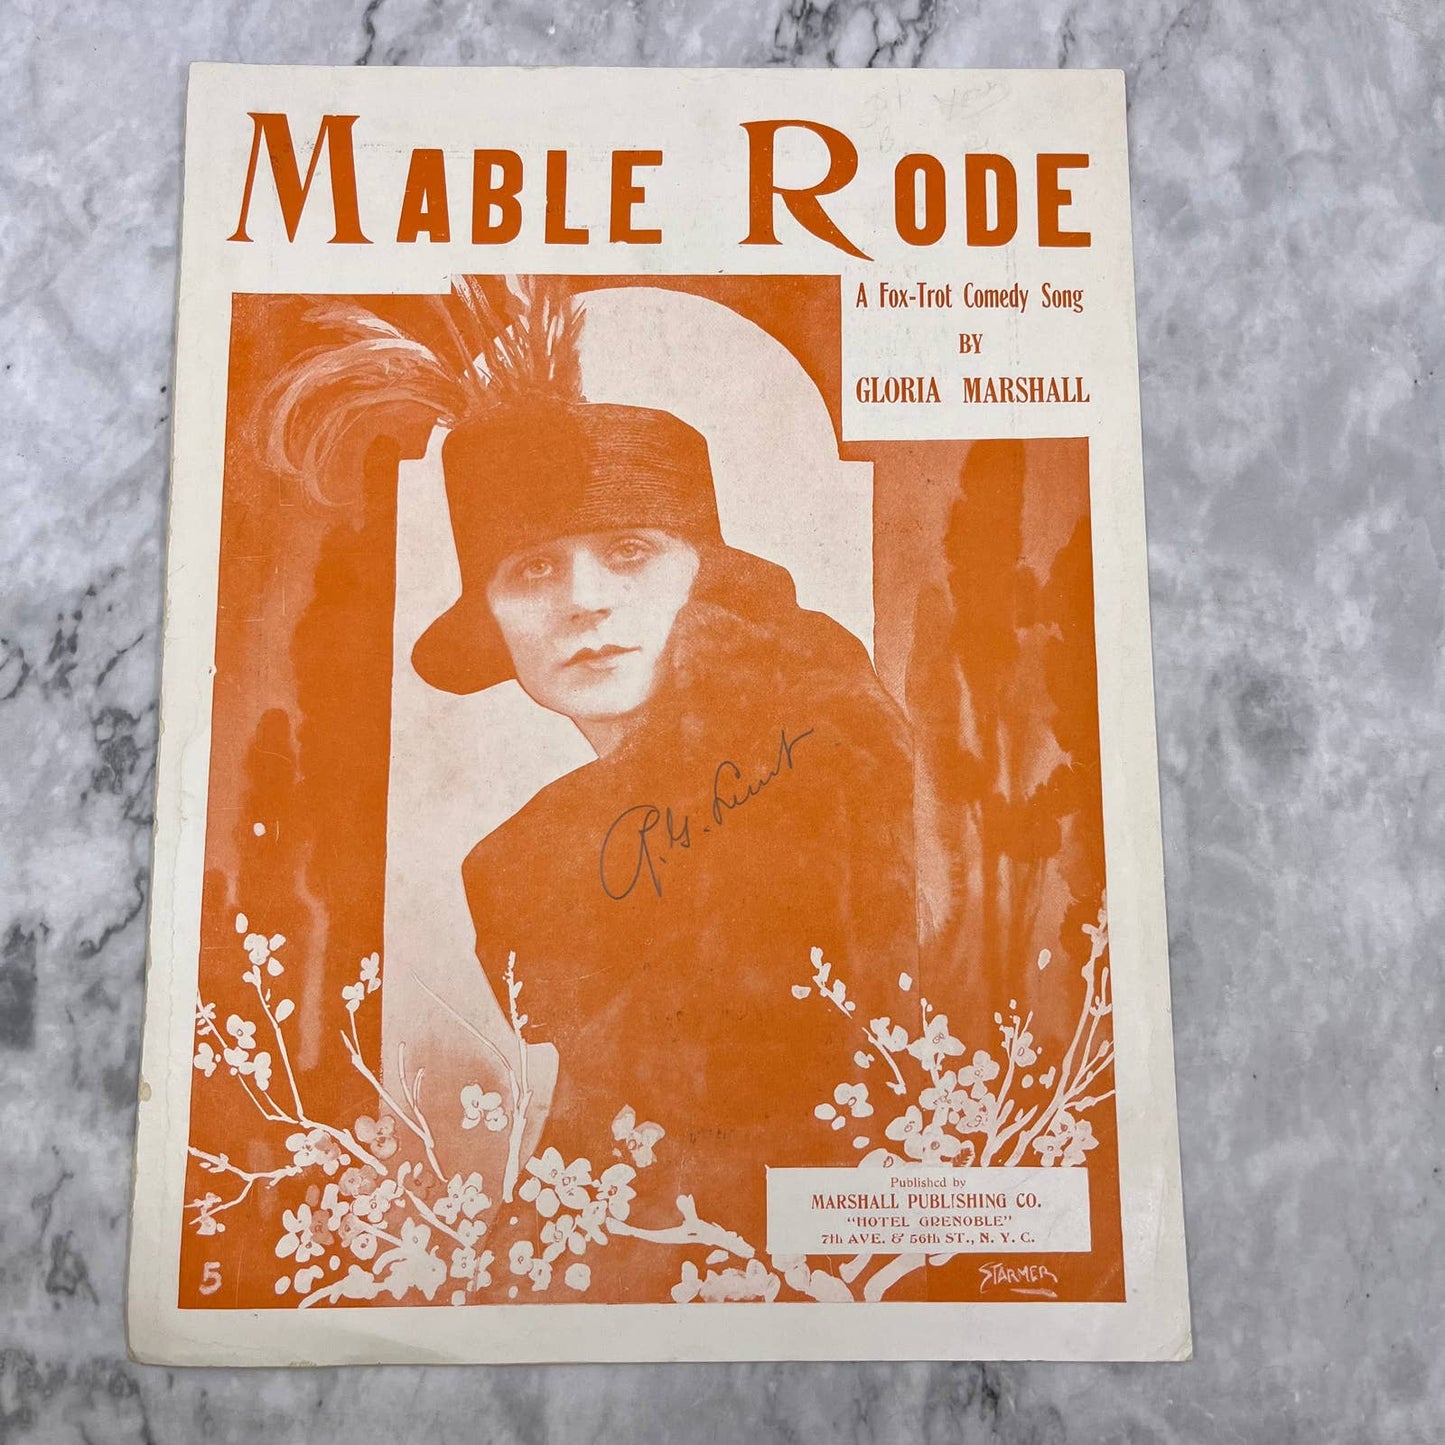 MABLE RODE
A Fox-Trot Comedy Song
BY
GLORIA MARSHALL
Published by
MARSHALL PUBLISHING CO.
"HOTEL GRENOBLE"
7th AVE. & 56th ST., N. Y. C.
STARMER
5